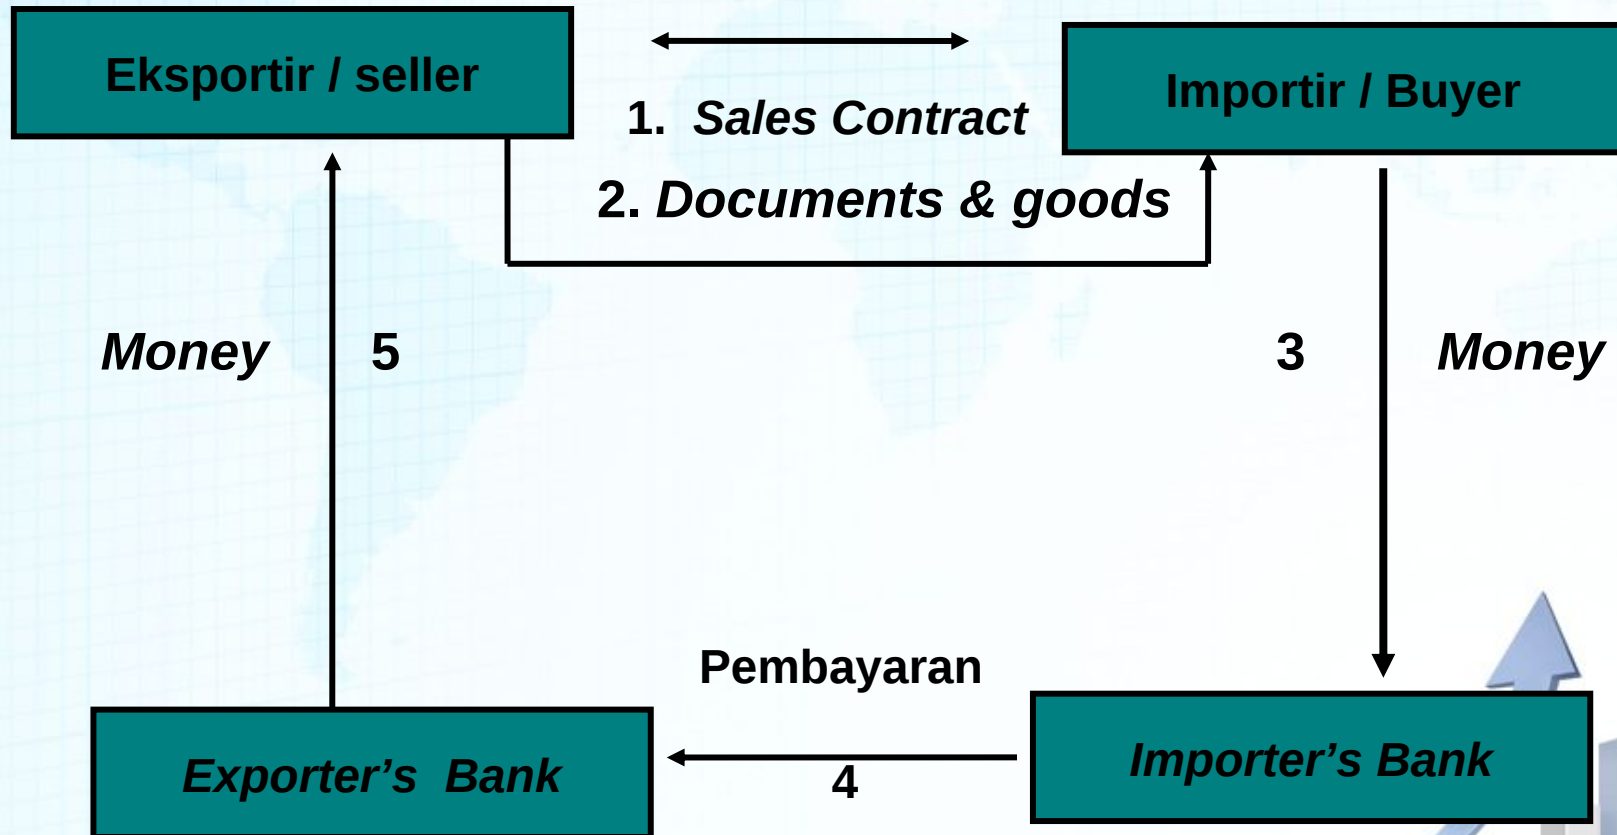 Eksportir / seller
Importir / Buyer
1. Sales Contract
2. Documents & goods
Money 5
3 Money
Pembayaran
4
Exporter’s Bank
Importer’s Bank